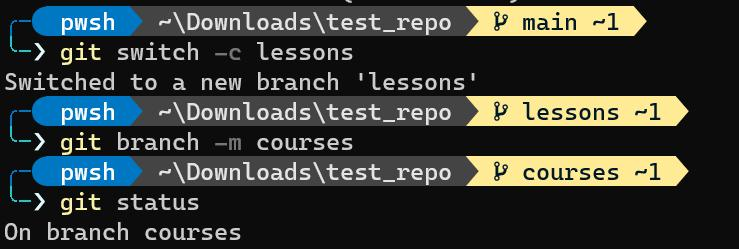 pwsh ~\Downloads\test_repo main ~1
❯ git switch -c lessons
Switched to a new branch 'lessons'
pwsh ~\Downloads\test_repo lessons ~1
❯ git branch -m courses
pwsh ~\Downloads\test_repo courses ~1
❯ git status
On branch courses